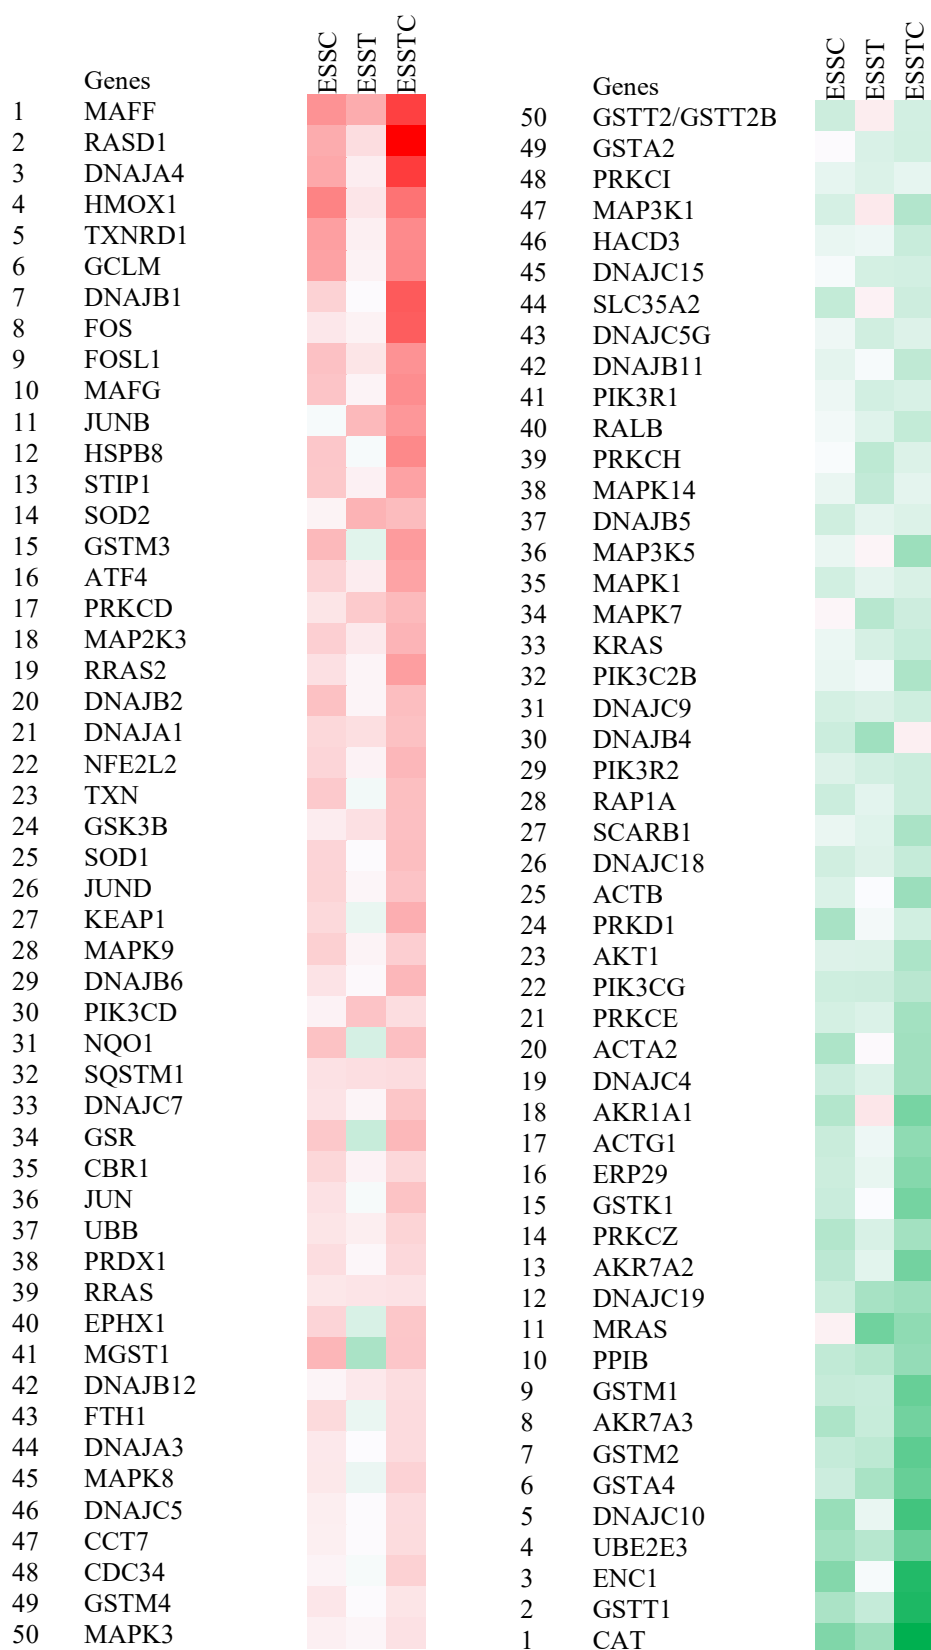 ESSC ESST ESSTC
Genes
1 MAFF
2 RASD1
3 DNAJA4
4 HMOX1
5 TXNRD1
6 GCLM
7 DNAJB1
8 FOS
9 FOSL1
10 MAFG
11 JUNB
12 HSPB8
13 STIP1
14 SOD2
15 GSTM3
16 ATF4
17 PRKCD
18 MAP2K3
19 RRAS2
20 DNAJB2
21 DNAJA1
22 NFE2L2
23 TXN
24 GSK3B
25 SOD1
26 JUND
27 KEAP1
28 MAPK9
29 DNAJB6
30 PIK3CD
31 NQO1
32 SQSTM1
33 DNAJC7
34 GSR
35 CBR1
36 JUN
37 UBB
38 PRDX1
39 RRAS
40 EPHX1
41 MGST1
42 DNAJB12
43 FTH1
44 DNAJA3
45 MAPK8
46 DNAJC5
47 CCT7
48 CDC34
49 GSTM4
50 MAPK3
ESSC ESST ESSTC
Genes
50 GSTT2/GSTT2B
49 GSTA2
48 PRKCI
47 MAP3K1
46 HACD3
45 DNAJC15
44 SLC35A2
43 DNAJC5G
42 DNAJB11
41 PIK3R1
40 RALB
39 PRKCH
38 MAPK14
37 DNAJB5
36 MAP3K5
35 MAPK1
34 MAPK7
33 KRAS
32 PIK3C2B
31 DNAJC9
30 DNAJB4
29 PIK3R2
28 RAP1A
27 SCARB1
26 DNAJC18
25 ACTB
24 PRKD1
23 AKT1
22 PIK3CG
21 PRKCE
20 ACTA2
19 DNAJC4
18 AKR1A1
17 ACTG1
16 ERP29
15 GSTK1
14 PRKCZ
13 AKR7A2
12 DNAJC19
11 MRAS
10 PPIB
9 GSTM1
8 AKR7A3
7 GSTM2
6 GSTA4
5 DNAJC10
4 UBE2E3
3 ENC1
2 GSTT1
1 CAT